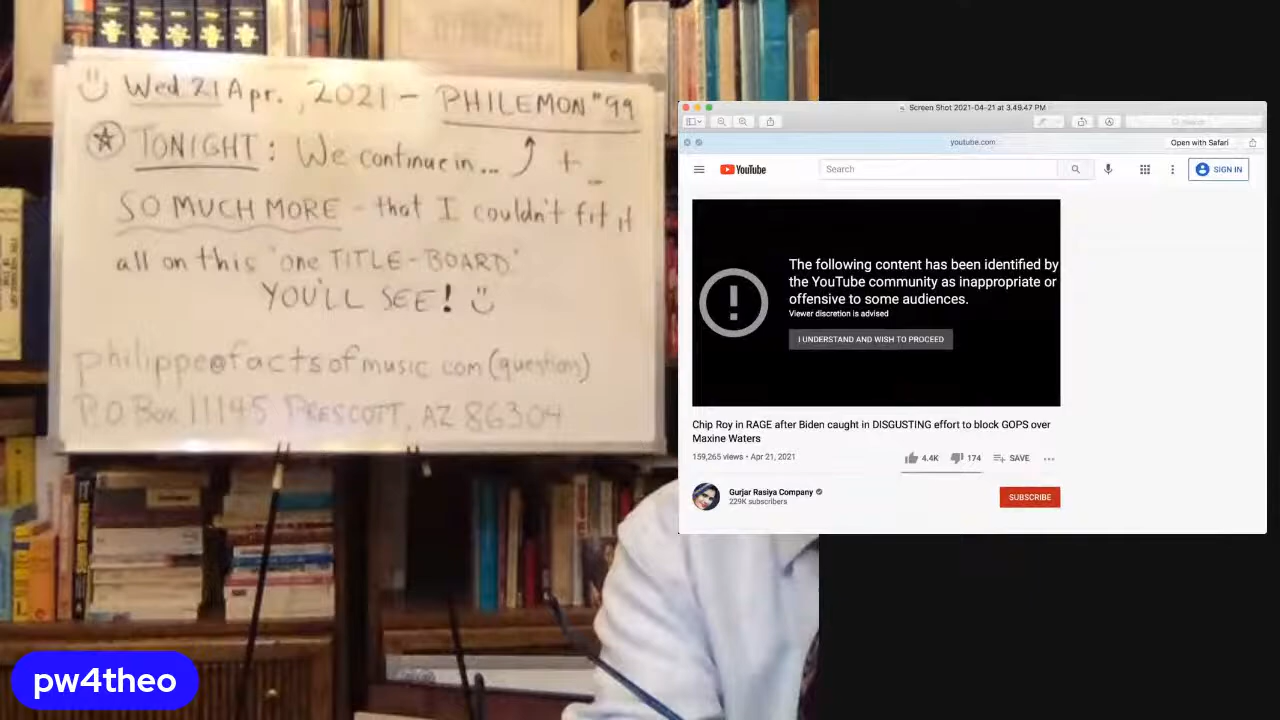 Wed 21 Apr., 2021 - PHILEMON #99
TONIGHT: We continue in... +
SO MUCH MORE - that I couldn't fit it
all on this "one TITLE-BOARD"
YOU'LL SEE!
philippe@factsofmusic.com (questions)
P.O. Box 11145 PRESCOTT, AZ 86304
pw4theo
Screen Shot 2021-04-21 at 3.49.47 PM
Search
youtube.com
Open with Safari
YouTube
Search
SIGN IN
The following content has been identified by
the YouTube community as inappropriate or
offensive to some audiences.
Viewer discretion is advised
I UNDERSTAND AND WISH TO PROCEED
Chip Roy in RAGE after Biden caught in DISGUSTING effort to block GOPS over
Maxine Waters
159,265 views • Apr 21, 2021
4.4K 174 SAVE
Gurjar Rasiya Company
229K subscribers
SUBSCRIBE